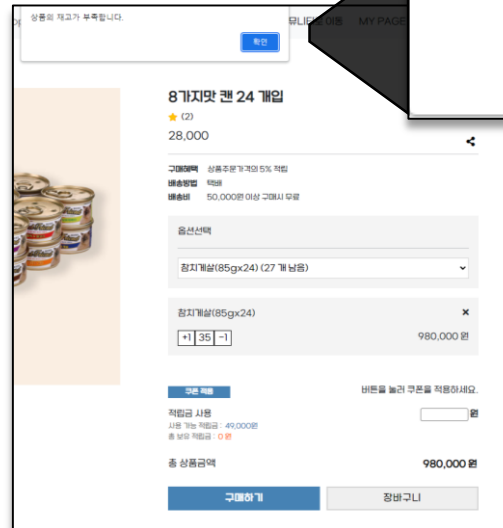 상품의 재고가 부족합니다.
확인
MY PAGE
8가지맛 캔 24 개입
(2)
28,000
구매혜택 상품주문가격의 5% 적립
배송방법 택배
배송비 50,000원 이상 구매시 무료
옵션선택
참치게살(85gx24) (27 개 남음)
참치게살(85gx24)
+1 35 -1 980,000 원
쿠폰 적용 버튼을 눌러 쿠폰을 적용하세요.
적립금 사용 원
사용 가능 적립금 : 49,000원
총 보유 적립금 : 0 원
총 상품금액 980,000 원
구매하기 장바구니